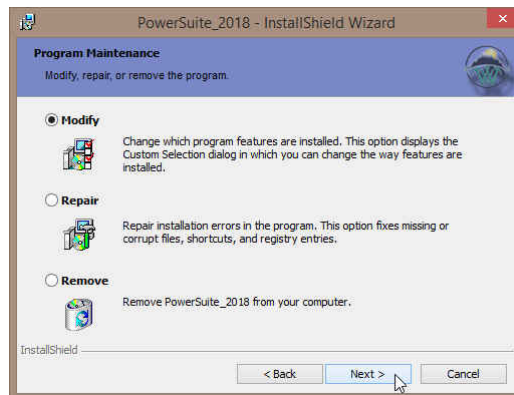 PowerSuite_2018 - InstallShield Wizard
Program Maintenance
Modify, repair, or remove the program.
Modify
Change which program features are installed. This option displays the
Custom Selection dialog in which you can change the way features are
installed.
Repair
Repair installation errors in the program. This option fixes missing or
corrupt files, shortcuts, and registry entries.
Remove
Remove PowerSuite_2018 from your computer.
InstallShield
< Back Next > Cancel